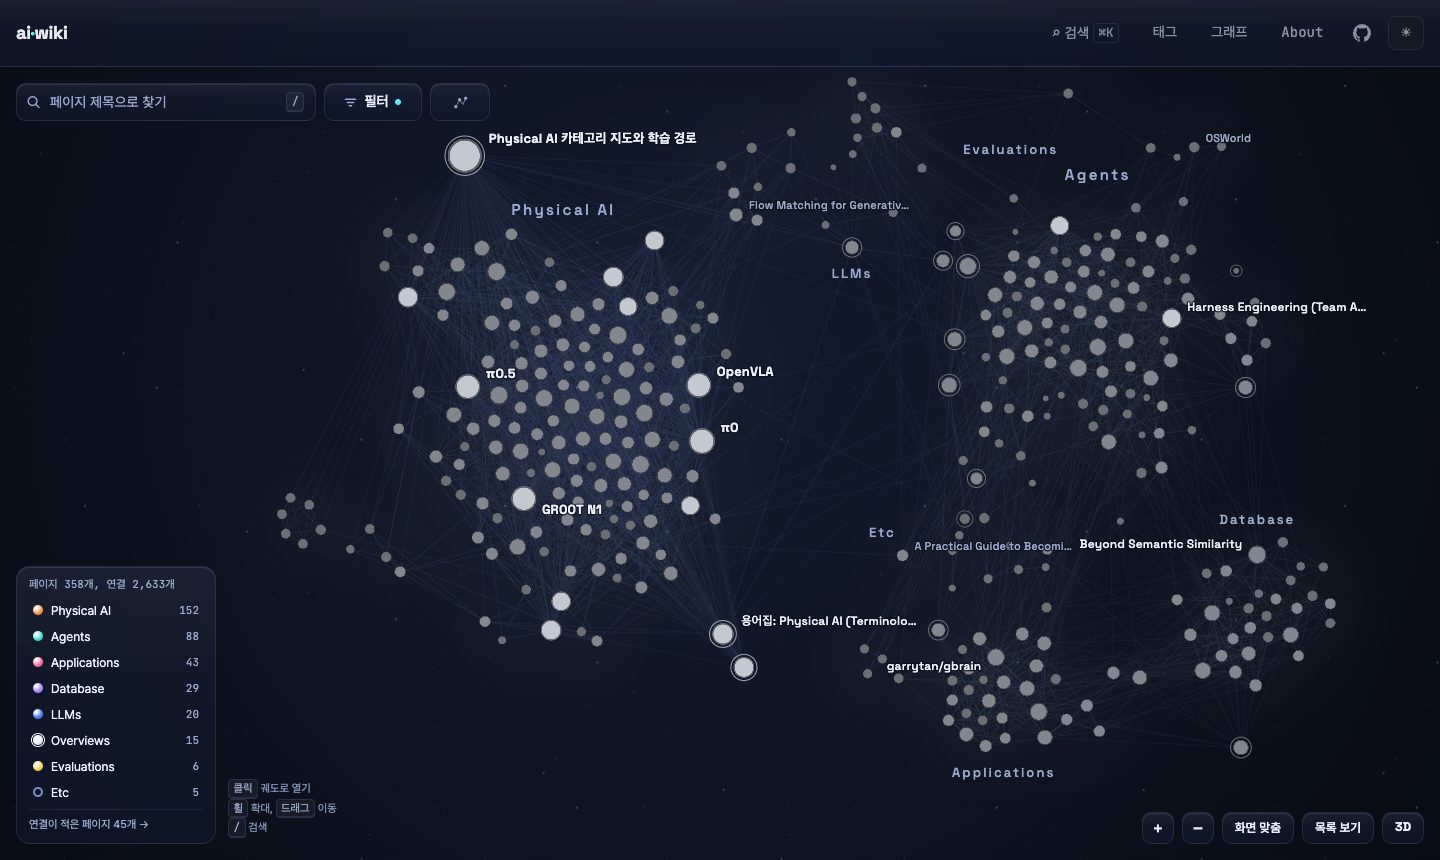 ai·wiki
검색 ⌘K
태그
그래프
About
페이지 제목으로 찾기 /
필터
Physical AI 카테고리 지도와 학습 경로
Evaluations
OSWorld
Agents
Physical AI
Flow Matching for Generativ…
LLMs
Harness Engineering (Team A…
π0.5
OpenVLA
π0
GR00T N1
Database
Etc
A Practical Guide to Becomi…
Beyond Semantic Similarity
용어집: Physical AI (Terminolo…
garrytan/gbrain
Applications
페이지 358개, 연결 2,633개
Physical AI 152
Agents 88
Applications 43
Database 29
LLMs 20
Overviews 15
Evaluations 6
Etc 5
연결이 적은 페이지 45개 →
클릭 궤도로 열기
휠 확대, 드래그 이동
/ 검색
+
−
화면 맞춤
목록 보기
3D